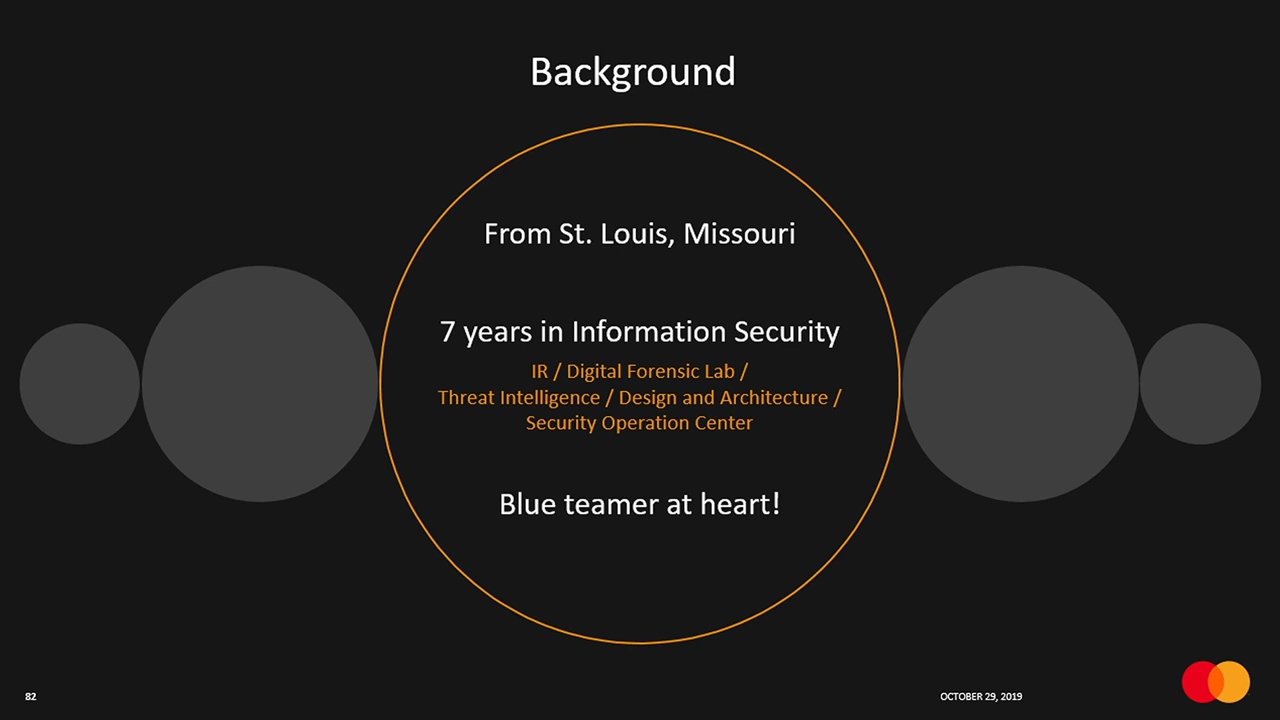 Background
From St. Louis, Missouri
7 years in Information Security
IR / Digital Forensic Lab /
Threat Intelligence / Design and Architecture /
Security Operation Center
Blue teamer at heart!
82
OCTOBER 29, 2019